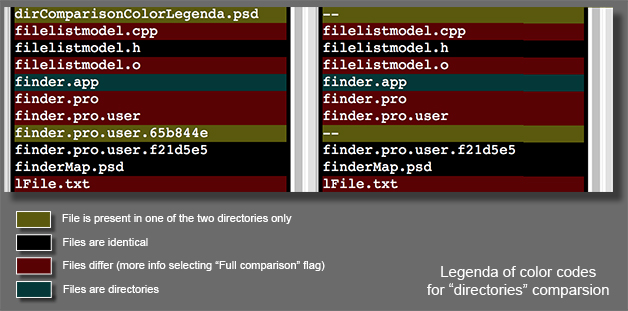 dirComparisonColorLegenda.psd
filelistmodel.cpp
filelistmodel.h
filelistmodel.o
finder.app
finder.pro
finder.pro.user
finder.pro.user.65b844e
finder.pro.user.f21d5e5
finderMap.psd
lFile.txt
--
filelistmodel.cpp
filelistmodel.h
filelistmodel.o
finder.app
finder.pro
finder.pro.user
--
finder.pro.user.f21d5e5
finderMap.psd
lFile.txt
File is present in one of the two directories only
Files are identical
Files differ (more info selecting “Full comparison” flag)
Files are directories
Legenda of color codes
for “directories” comparsion